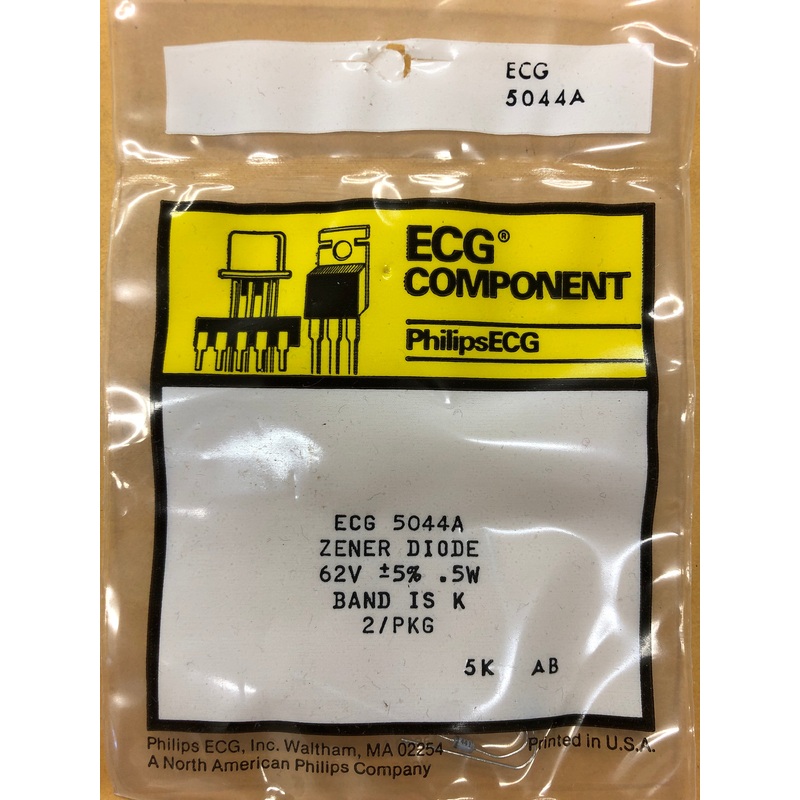 ECG
5044A
ECG®
COMPONENT
PhilipsECG
ECG 5044A
ZENER DIODE
62V ±5% .5W
BAND IS K
2/PKG
5K AB
Philips ECG, Inc. Waltham, MA 02254 Printed in U.S.A.
A North American Philips Company